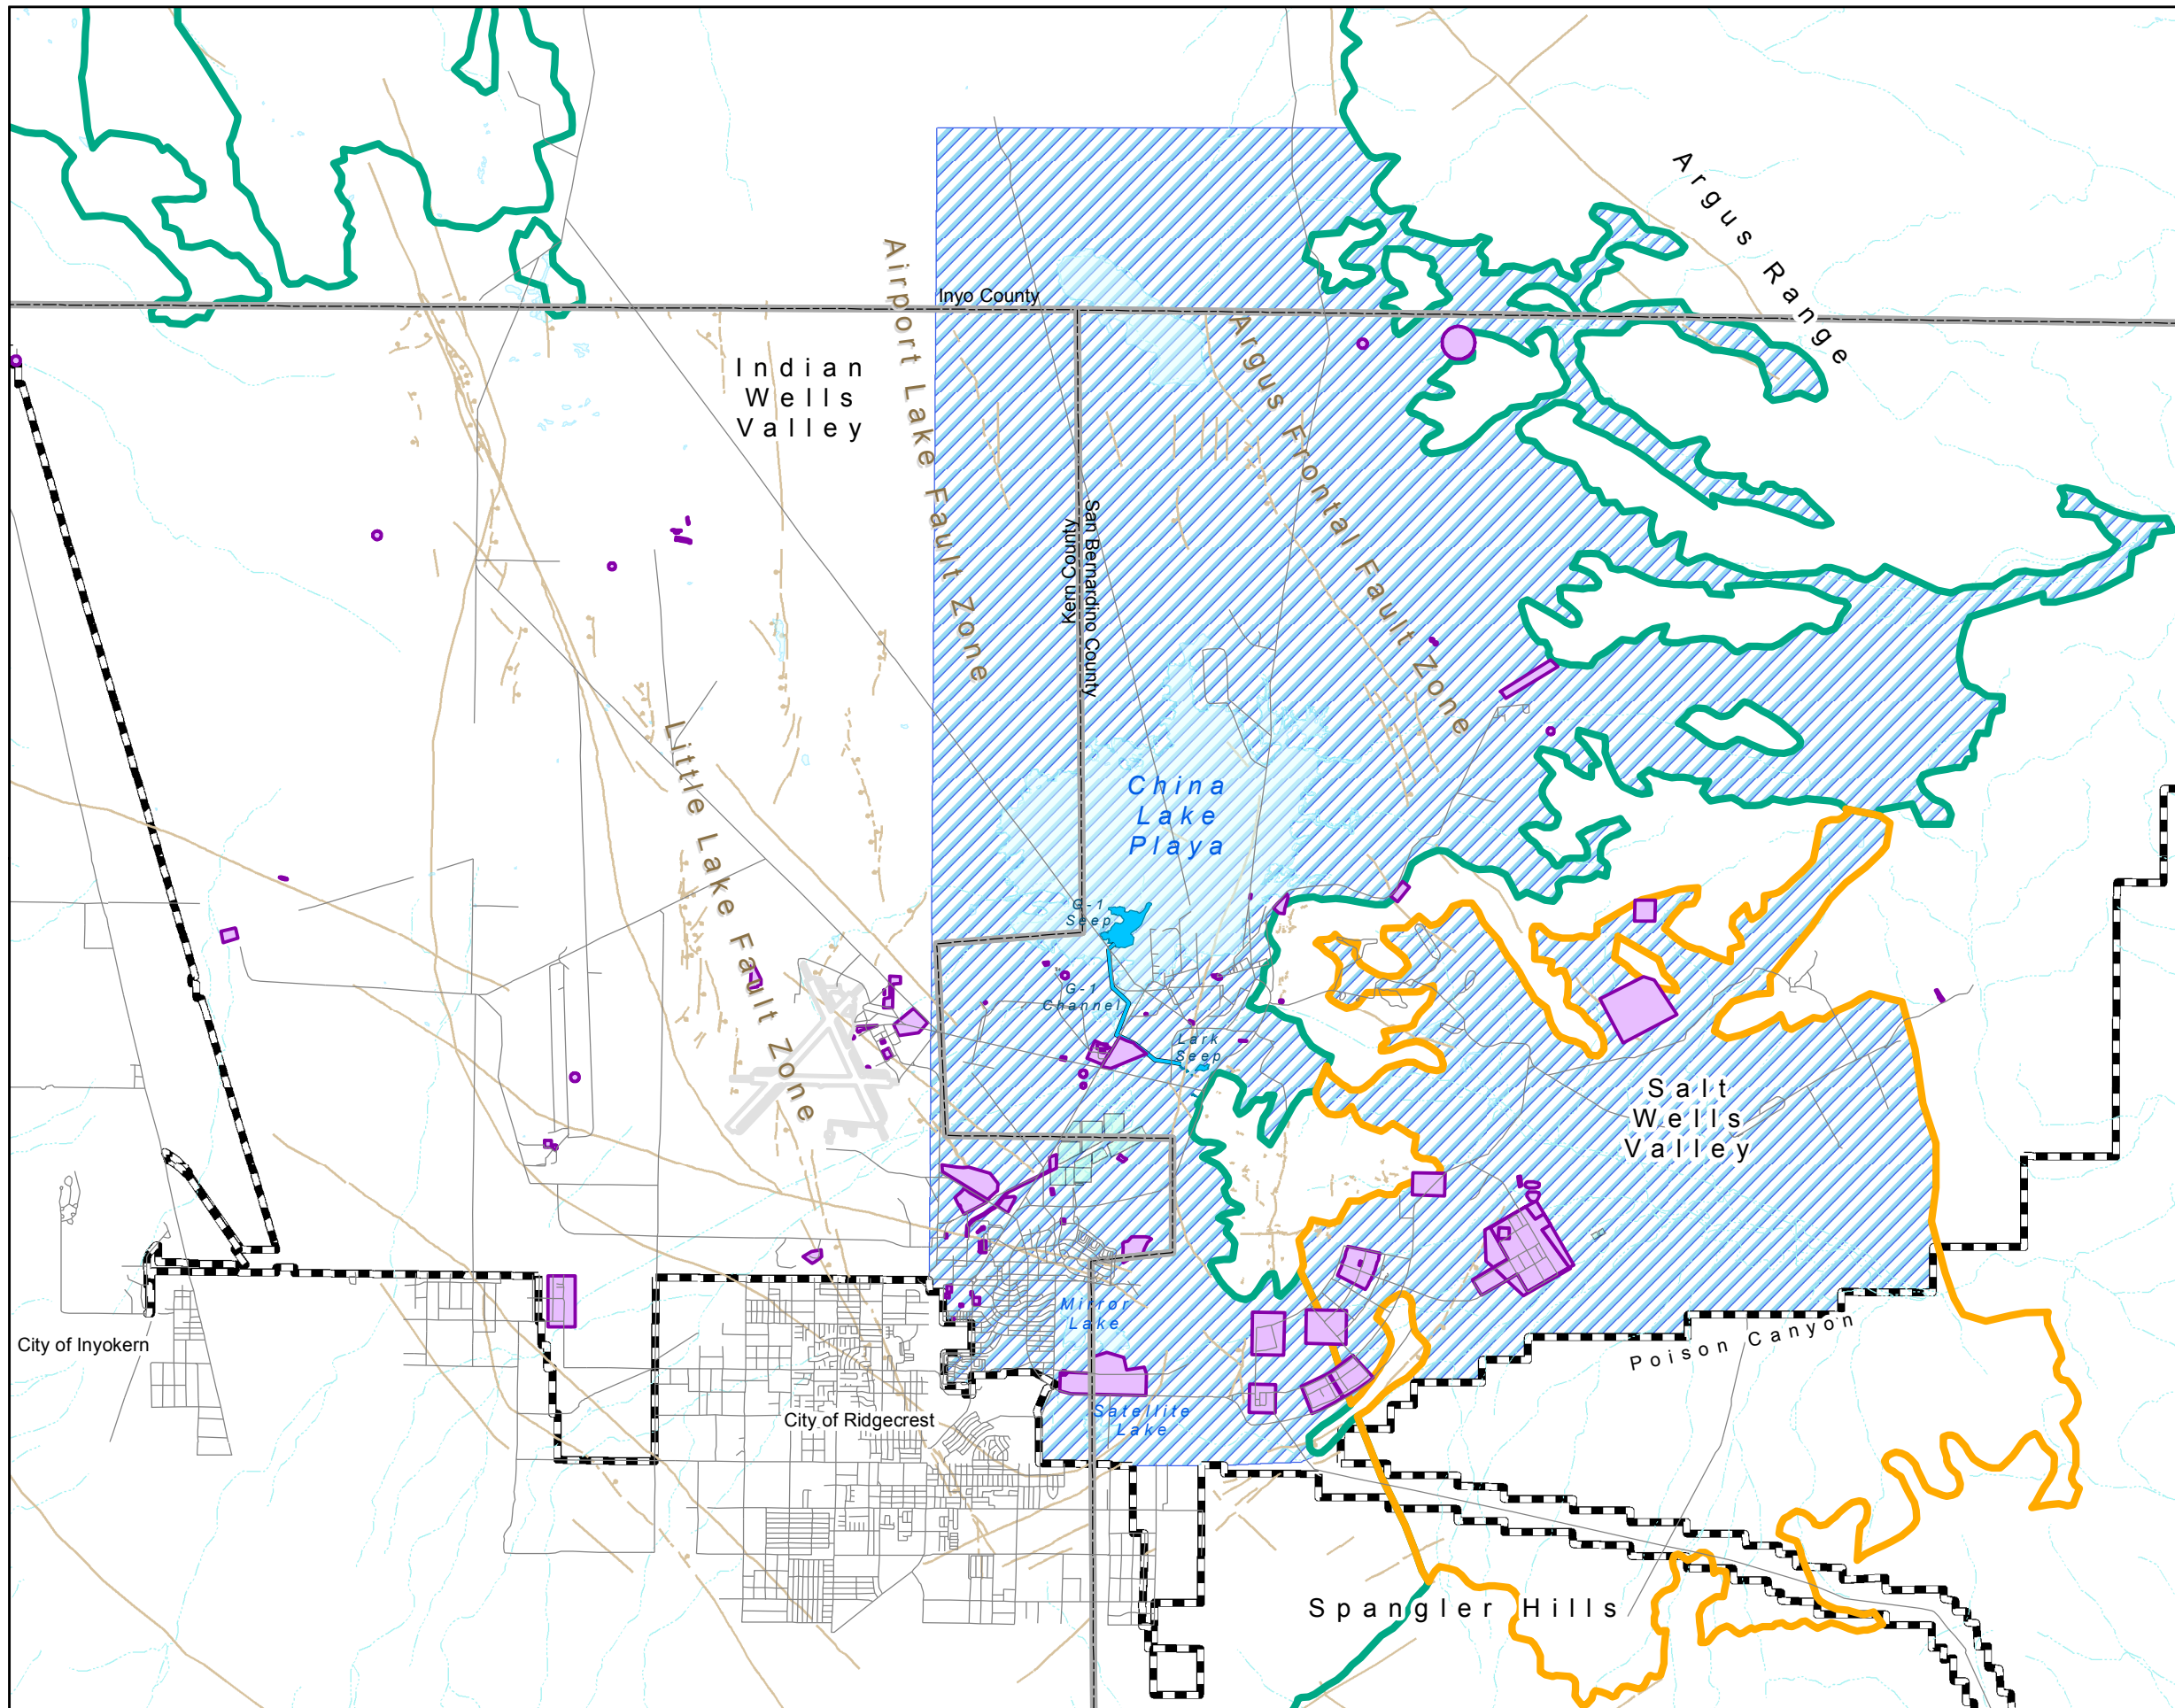 Argus Range
Inyo County
Airport Lake Fault Zone
Argus Frontal Fault Zone
Indian
Wells
Valley
Kern County
San Bernardino County
Little Lake Fault Zone
China
Lake
Playa
G-1
Seep
G-1
Channel
Lark
Seep
Salt
Wells
Valley
Mirror
Lake
City of Inyokern
Poison Canyon
City of Ridgecrest
Satellite
Lake
Spangler Hills